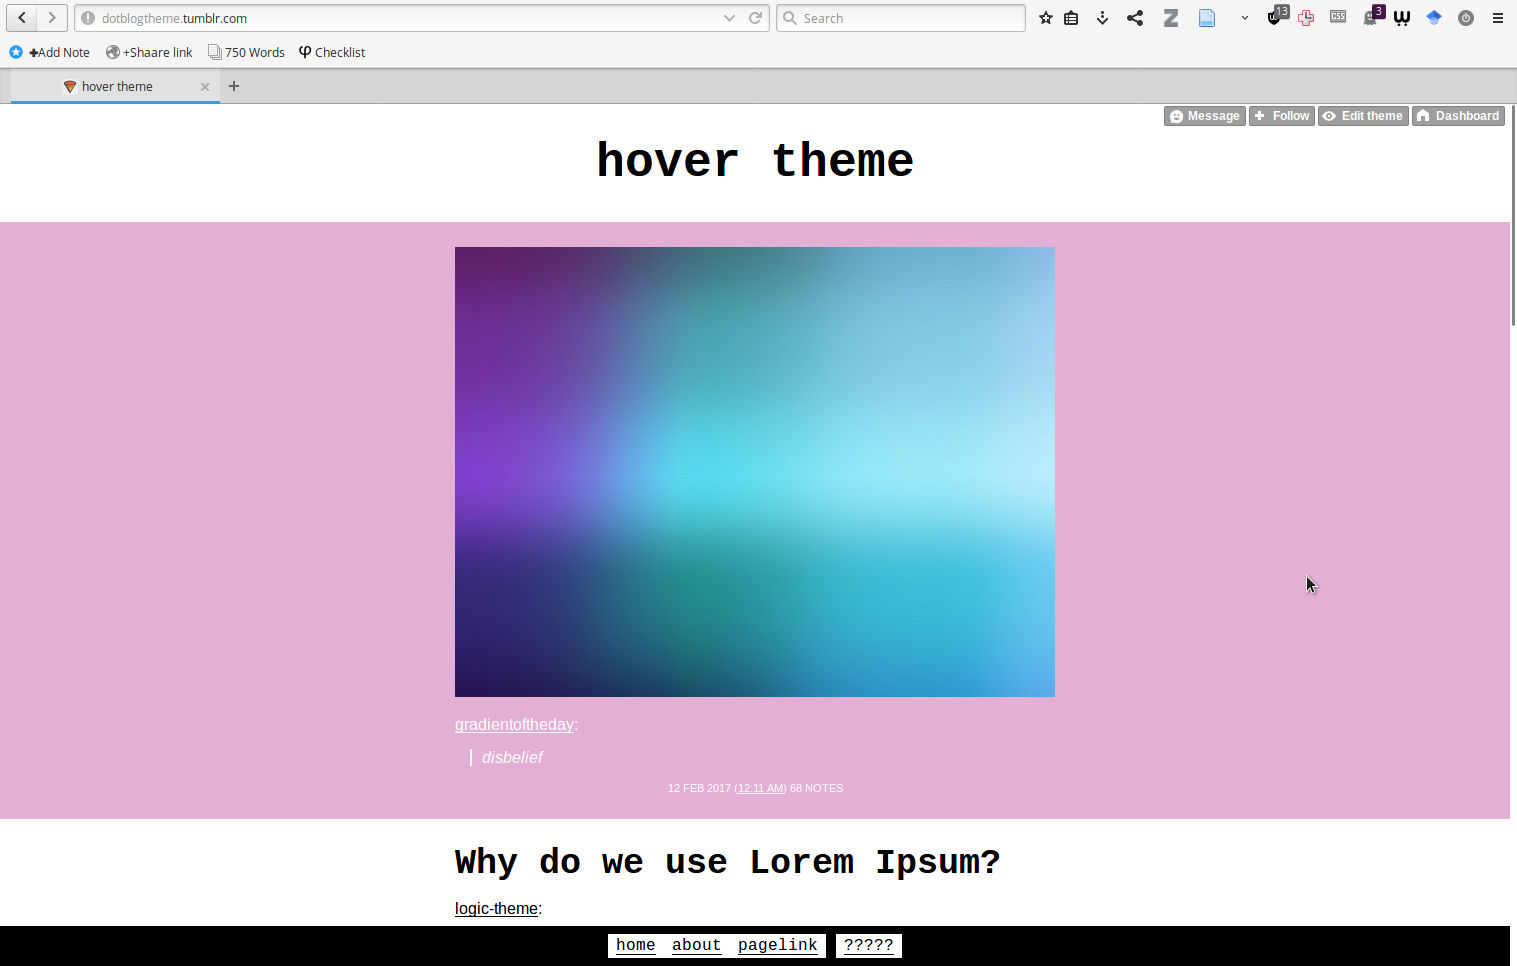 dotblogtheme.tumblr.com
Search
13
CSS
3
+Add Note
+Shaare link
750 Words
Checklist
hover theme
Message
Follow
Edit theme
Dashboard
hover theme
gradientoftheday:
disbelief
12 FEB 2017 (12:11 AM) 68 NOTES
Why do we use Lorem Ipsum?
logic-theme:
home about pagelink ?????